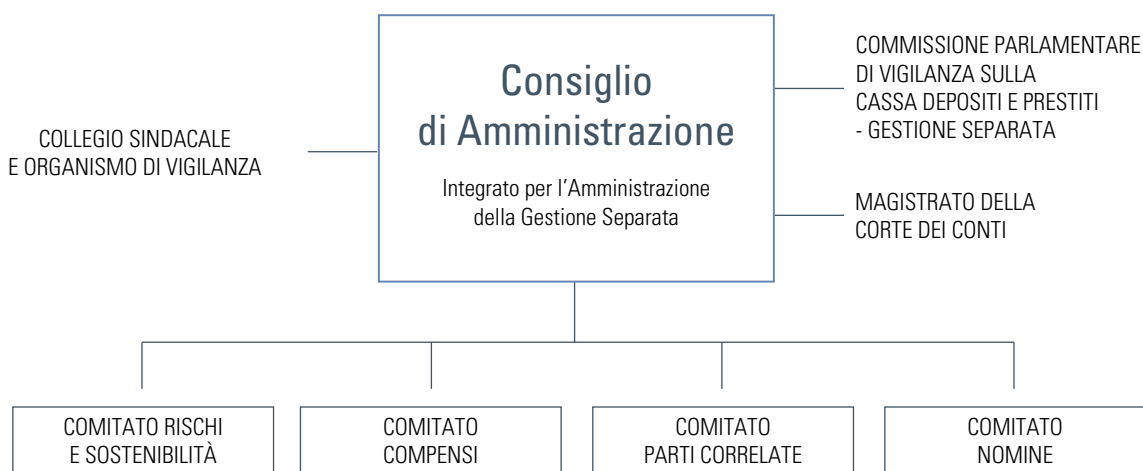 COLLEGIO SINDACALE
E ORGANISMO DI VIGILANZA
Consiglio
di Amministrazione
Integrato per l'Amministrazione
della Gestione Separata
COMMISSIONE PARLAMENTARE
DI VIGILANZA SULLA
CASSA DEPOSITI E PRESTITI
- GESTIONE SEPARATA
MAGISTRATO DELLA
CORTE DEI CONTI
COMITATO RISCHI
E SOSTENIBILITÀ
COMITATO
COMPENSI
COMITATO
PARTI CORRELATE
COMITATO
NOMINE